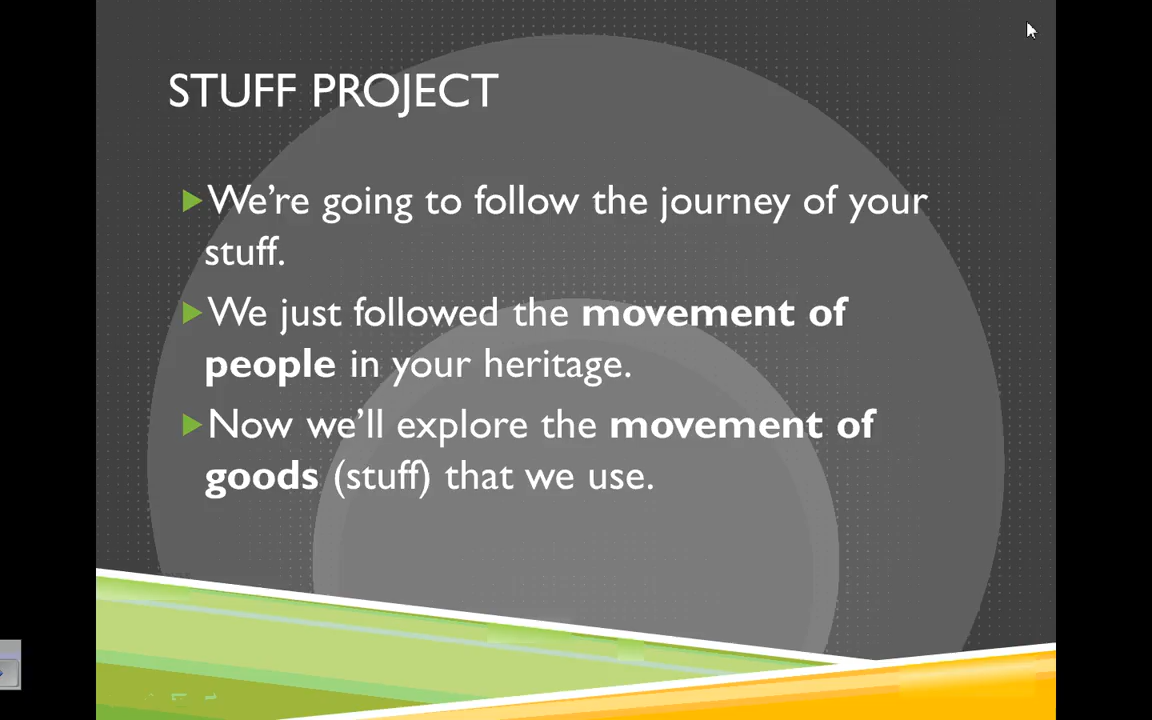 STUFF PROJECT
We’re going to follow the journey of your
stuff.
We just followed the movement of
people in your heritage.
Now we’ll explore the movement of
goods (stuff) that we use.